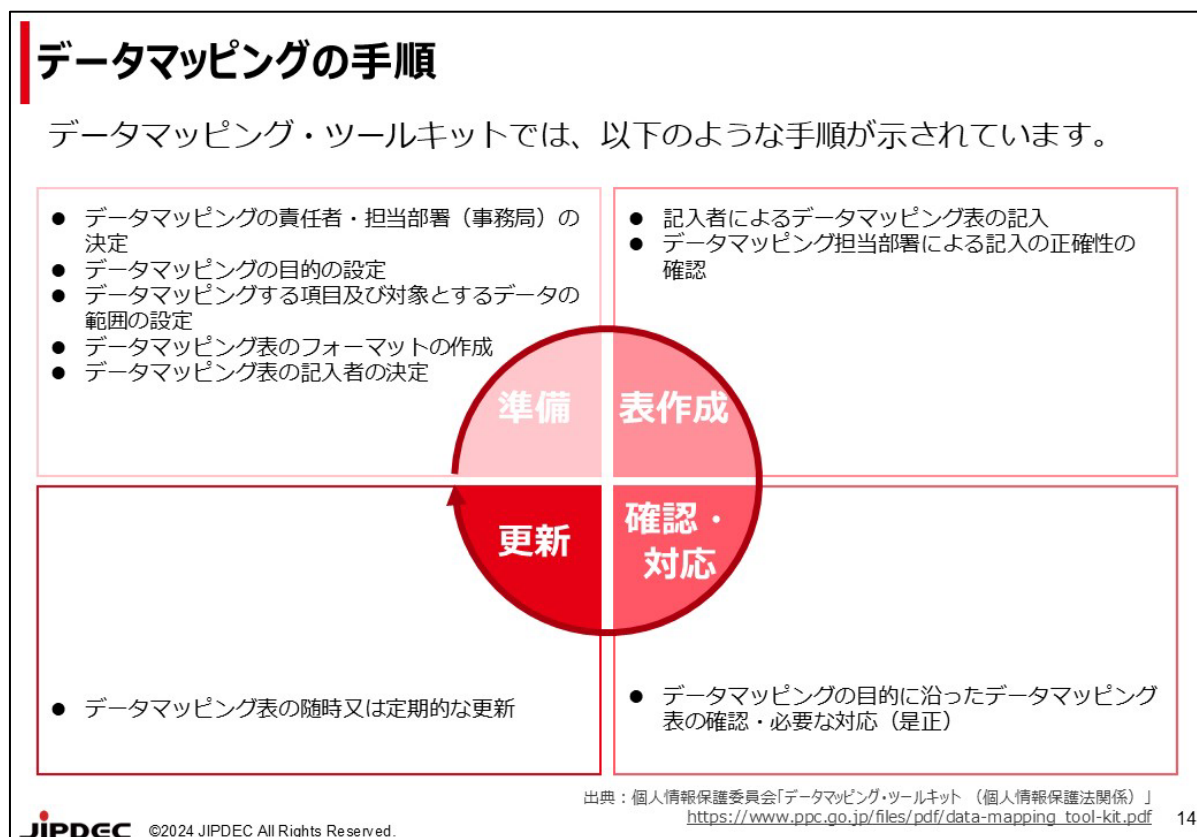 データマッピングの手順
データマッピング・ツールキットでは、以下のような手順が示されています。
● データマッピングの責任者・担当部署（事務局）の
決定
● データマッピングの目的の設定
● データマッピングする項目及び対象とするデータの
範囲の設定
● データマッピング表のフォーマットの作成
● データマッピング表の記入者の決定
● 記入者によるデータマッピング表の記入
● データマッピング担当部署による記入の正確性の
確認
準備
表作成
更新
確認・
対応
● データマッピング表の随時又は定期的な更新
● データマッピングの目的に沿ったデータマッピング
表の確認・必要な対応（是正）
出典：個人情報保護委員会「データマッピング・ツールキット （個人情報保護法関係）」
https://www.ppc.go.jp/files/pdf/data-mapping_tool-kit.pdf
14
JIPDEC ©2024 JIPDEC All Rights Reserved.